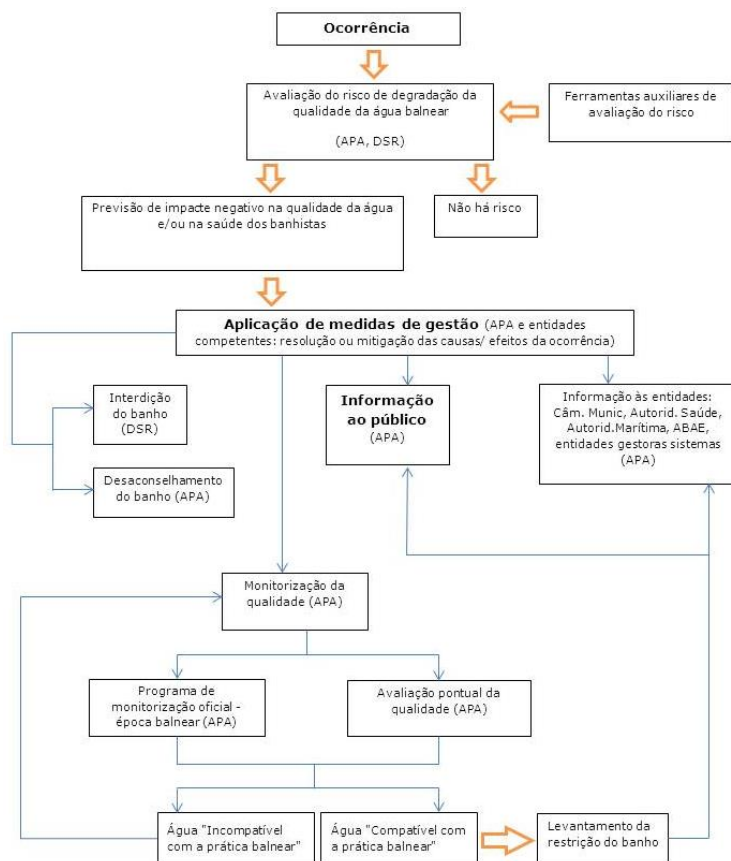 Ocorrência
Avaliação do risco de degradação da
qualidade da água balnear
(APA, DSR)
Ferramentas auxiliares de
avaliação do risco
Previsão de impacte negativo na qualidade da água
e/ou na saúde dos banhistas
Não há risco
Aplicação de medidas de gestão (APA e entidades
competentes: resolução ou mitigação das causas/ efeitos da ocorrência)
Interdição
do banho
(DSR)
Informação
ao público
(APA)
Informação às entidades:
Câm. Munic, Autorid. Saúde,
Autorid.Marítima, ABAE,
entidades gestoras sistemas
(APA)
Desaconselhamento
do banho (APA)
Monitorização da
qualidade (APA)
Programa de
monitorização oficial -
época balnear (APA)
Avaliação pontual da
qualidade (APA)
Água "Incompatível
com a prática balnear"
Água "Compatível com
a prática balnear"
Levantamento da
restrição do banho